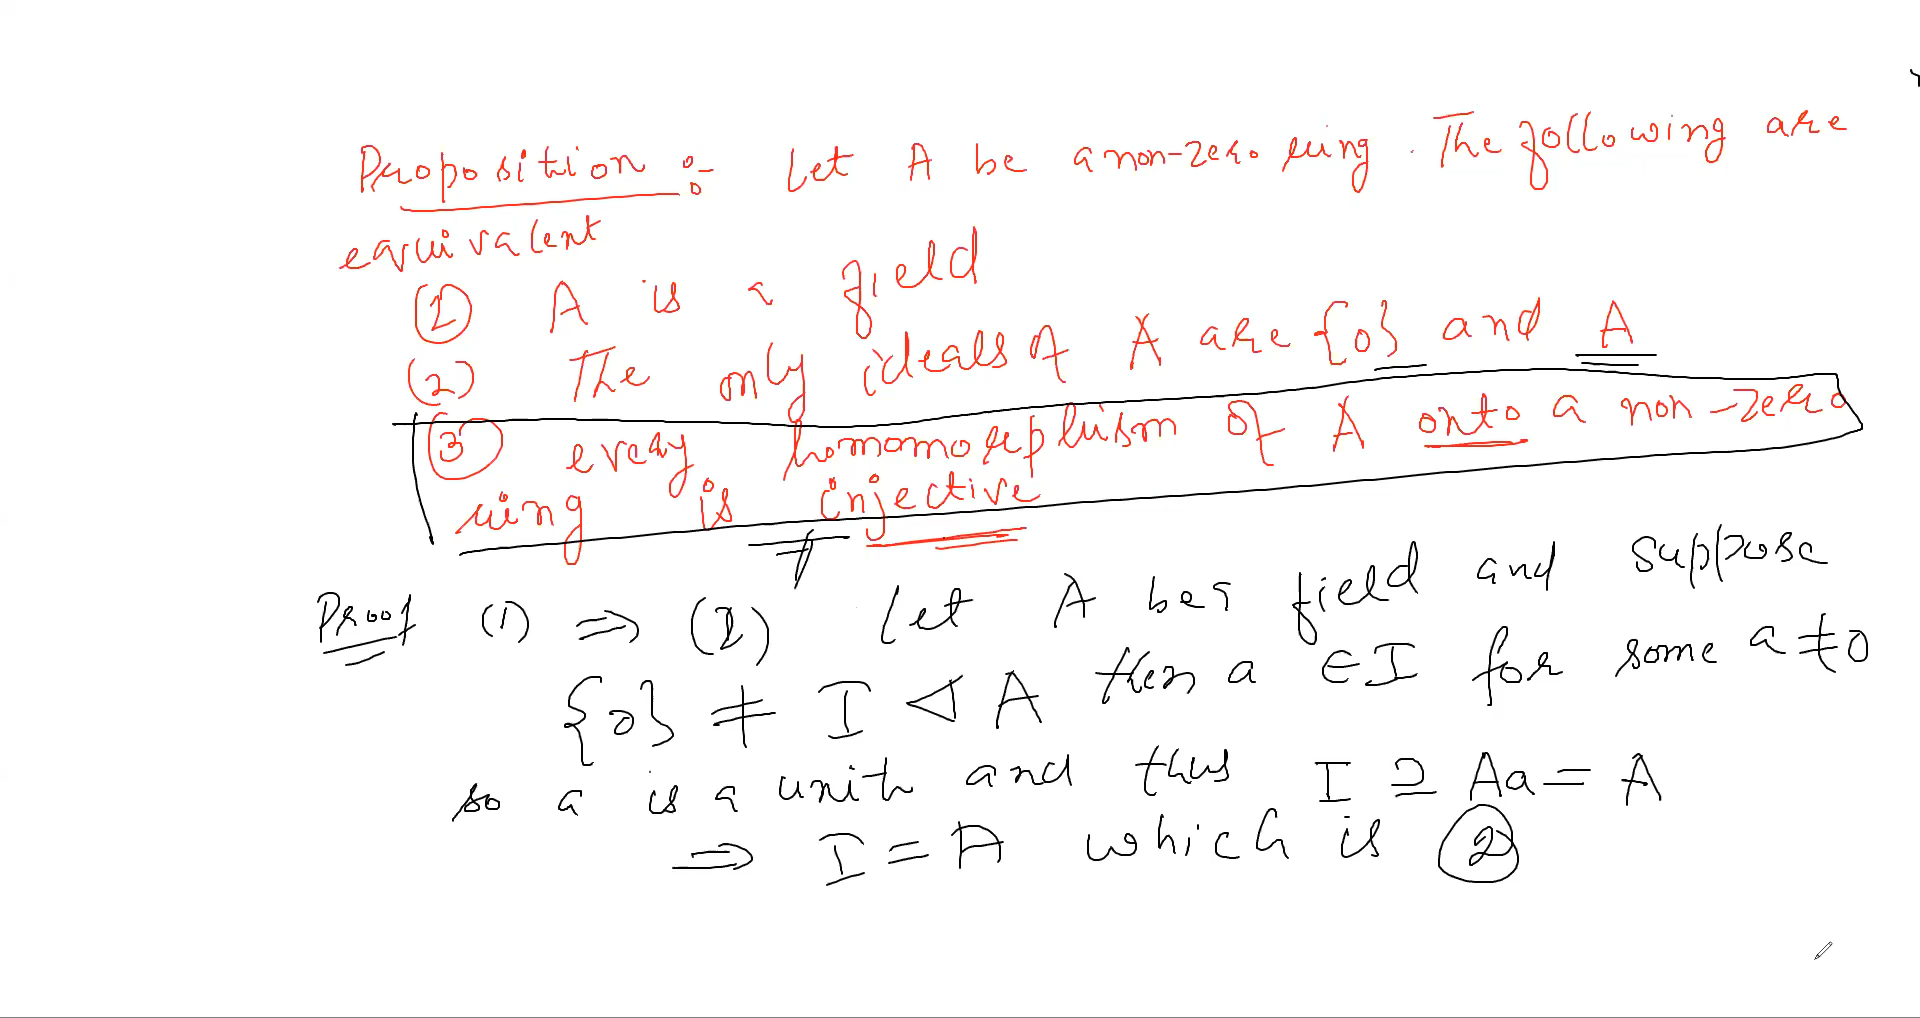 Proposition :- Let A be a non-zero ring. The following are
equivalent
(1) A is a field
(2) The only ideals of A are {0} and A
(3) every homomorphism of A onto a non-zero
ring is injective
Proof (1) ⇒ (2) Let A be a field and suppose
{0} ≠ I ◁ A then a ∈ I for some a ≠ 0
so a is a unit and thus I ⊇ Aa = A
⇒ I = A which is (2)